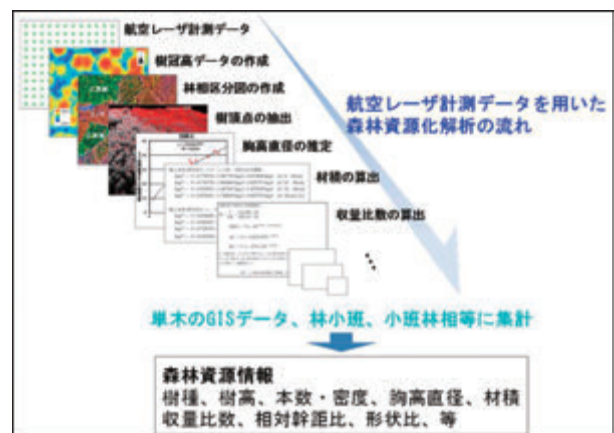 航空レーザ計測データ
樹冠高データの作成
林相区分図の作成
樹頂点の抽出
胸高直径の推定
材積の算出
収量比数の算出
航空レーザ計測データを用いた
森林資源化解析の流れ
単木のGISデータ、林小班、小班林相等に集計
森林資源情報
樹種、樹高、本数・密度、胸高直径、材積
収量比数、相対幹距比、形状比、等